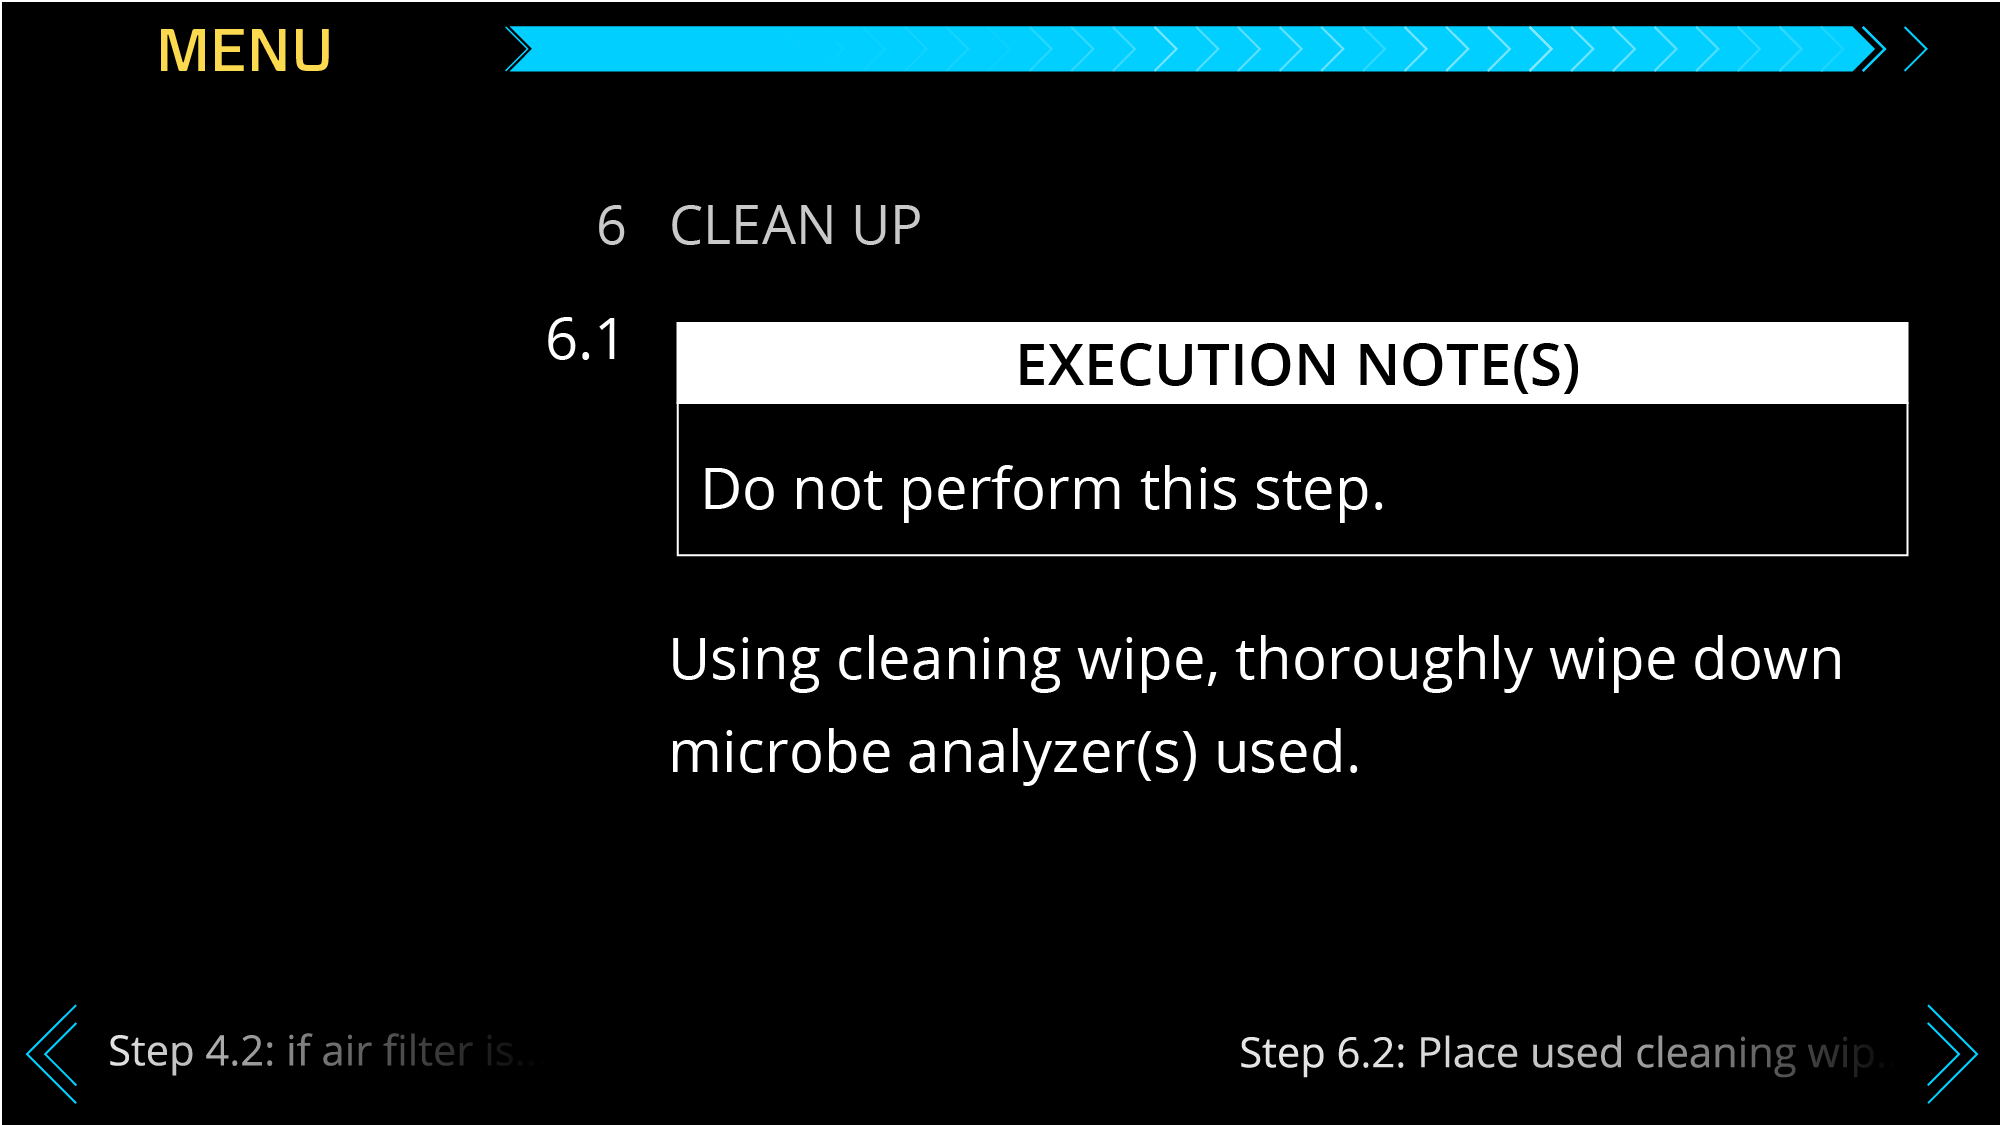 MENU
6 CLEAN UP
6.1
EXECUTION NOTE(S)
Do not perform this step.
Using cleaning wipe, thoroughly wipe down
microbe analyzer(s) used.
Step 4.2: if air filter is...
Step 6.2: Place used cleaning wip...